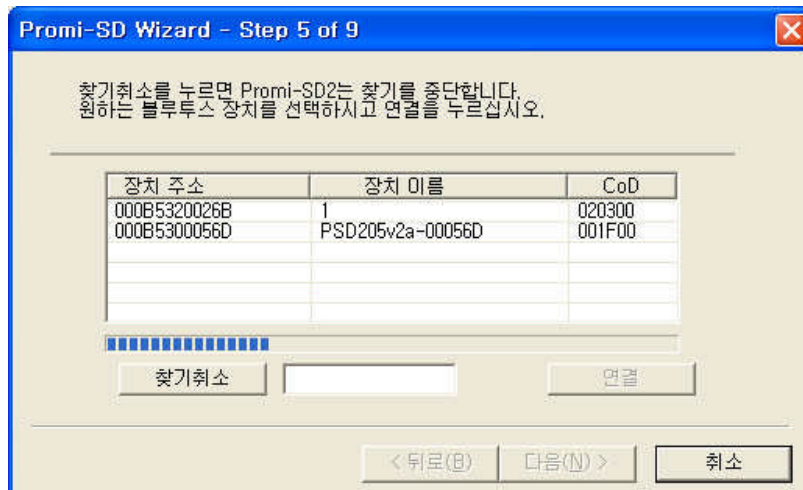 Promi-SD Wizard - Step 5 of 9
찾기취소를 누르면 Promi-SD2는 찾기를 중단합니다.
원하는 블루투스 장치를 선택하시고 연결을 누르십시오.
장치 주소 장치 이름 CoD
000B5320026B 1 020300
000B5300056D PSD205v2a-00056D 001F00
찾기취소 연결
< 뒤로(B) 다음(N) > 취소